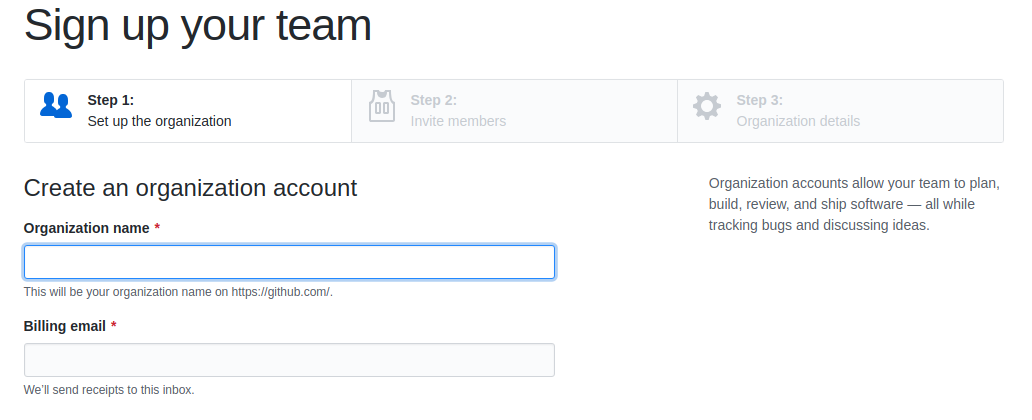 Sign up your team
Step 1:
Set up the organization
Step 2:
Invite members
Step 3:
Organization details
Create an organization account
Organization name *
This will be your organization name on https://github.com/.
Billing email *
We'll send receipts to this inbox.
Organization accounts allow your team to plan,
build, review, and ship software — all while
tracking bugs and discussing ideas.